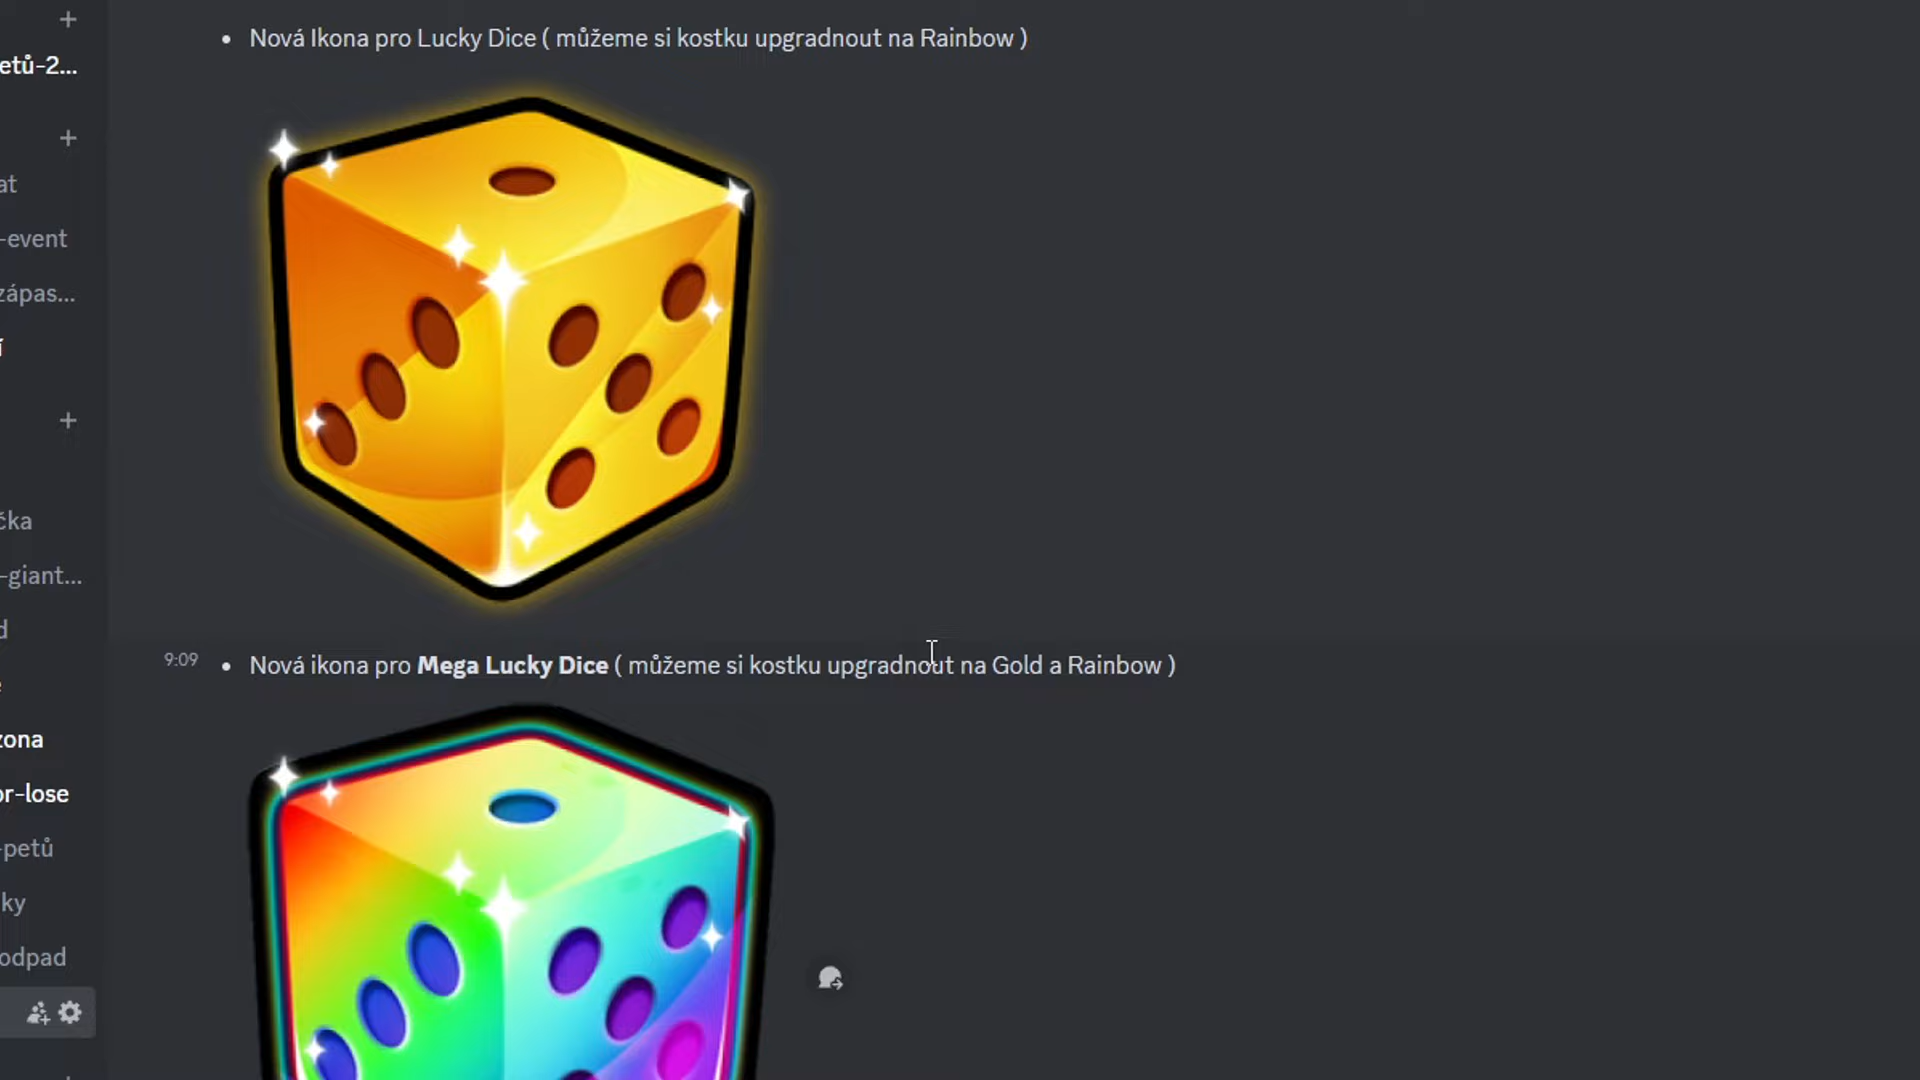 Nová Ikona pro Lucky Dice ( můžeme si kostku upgradnout na Rainbow )
etů-2...
at
-event
zápas...
í
9:09
Nová ikona pro Mega Lucky Dice ( můžeme si kostku upgradnout na Gold a Rainbow )
čka
-giant...
d
zona
or-lose
-petů
ky
odpad